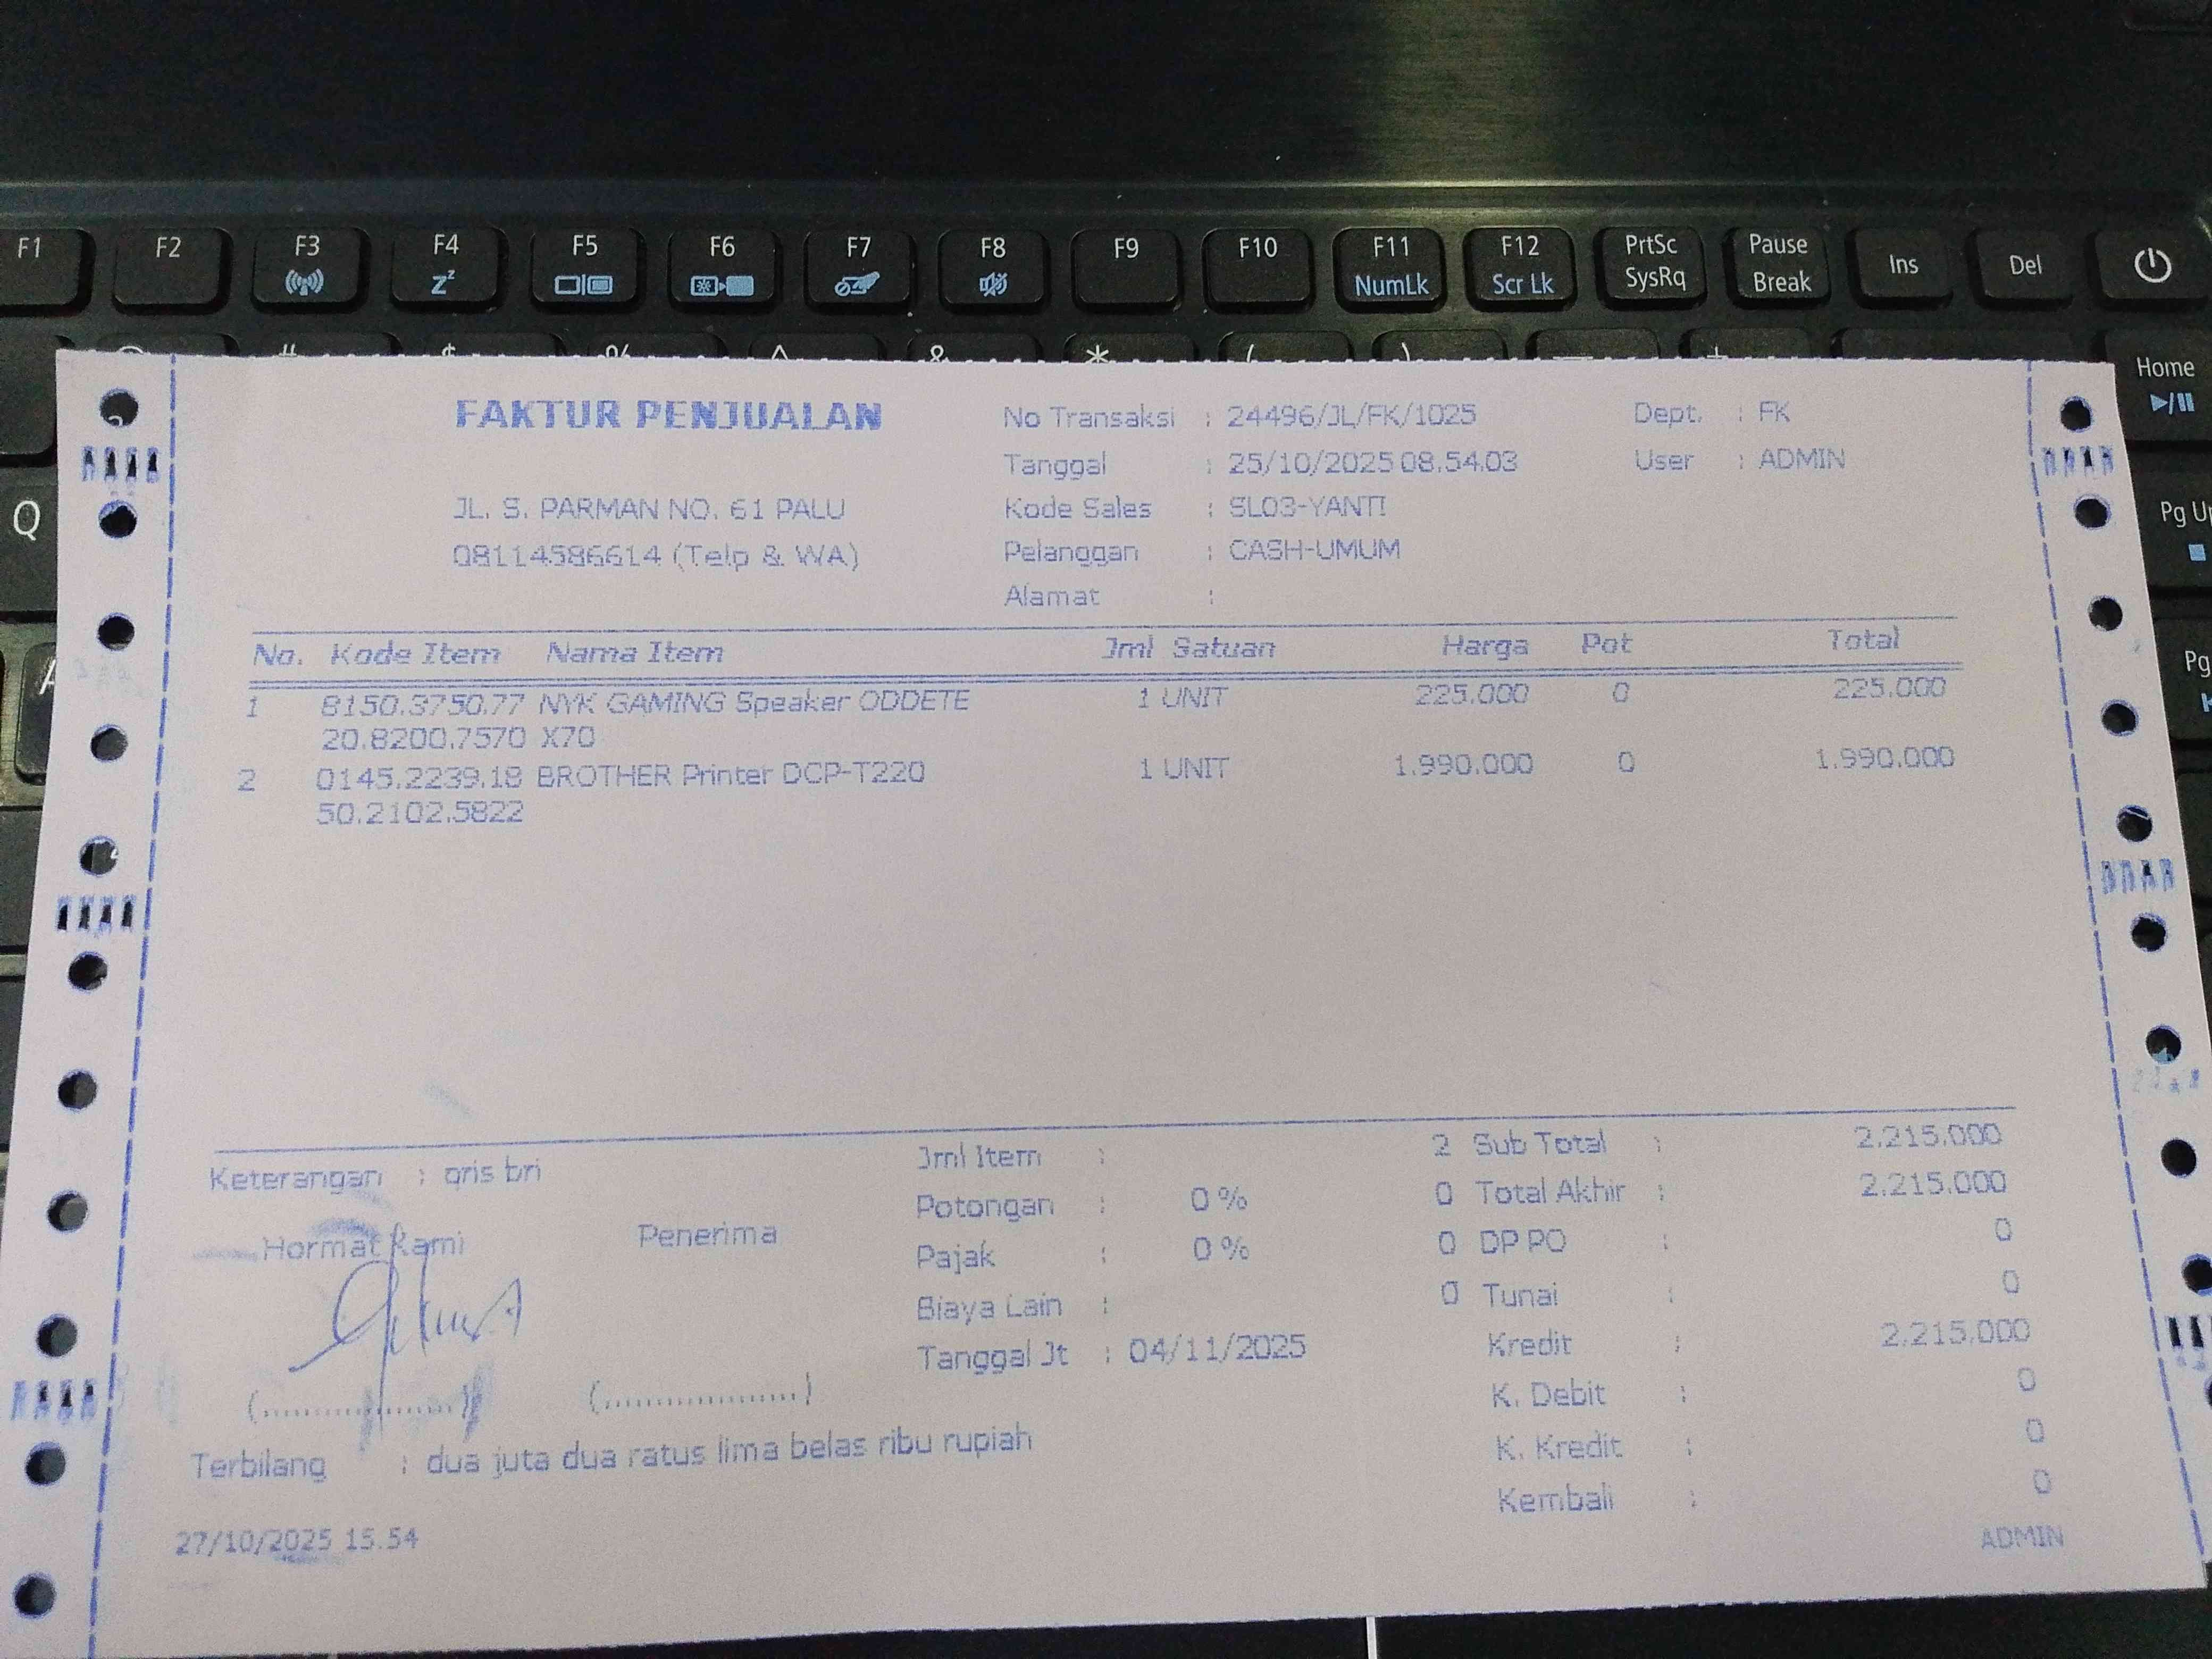 F1 F2 F3 F4 F5 F6 F7 F8 F9 F10 F11 F12 PrtSc Pause Ins Del
Zz NumLk Scr Lk SysRq Break
# $ % ^ & * ( ) +
Home
Q
Pg
A
Pg
FAKTUR PENJUALAN
JL. S. PARMAN NO. 61 PALU
08114586614 (Telp & WA)
No Transaksi : 24496/JL/FK/1025
Tanggal : 25/10/2025 08.54.03
Kode Sales : SL03-YANTI
Pelanggan : CASH-UMUM
Alamat :
Dept. : FK
User : ADMIN
No. Kode Item Nama Item Jml Satuan Harga Pot Total
1 8150.3750.77 NYK GAMING Speaker ODDETE 1 UNIT 225.000 0 225.000
20.8200.7570 X70
2 0145.2239.18 BROTHER Printer DCP-T220 1 UNIT 1.990.000 0 1.990.000
50.2102.5822
Keterangan : qris bri
Hormat Kami Penerima
(....................) (....................)
Jml Item : 2
Potongan : 0 % 0
Pajak : 0 % 0
Biaya Lain : 0
Tanggal Jt : 04/11/2025
Sub Total : 2.215.000
Total Akhir : 2.215.000
DP PO : 0
Tunai : 0
Kredit : 2.215.000
K. Debit : 0
K. Kredit : 0
Kembali : 0
Terbilang : dua juta dua ratus lima belas ribu rupiah
27/10/2025 15.54
ADMIN